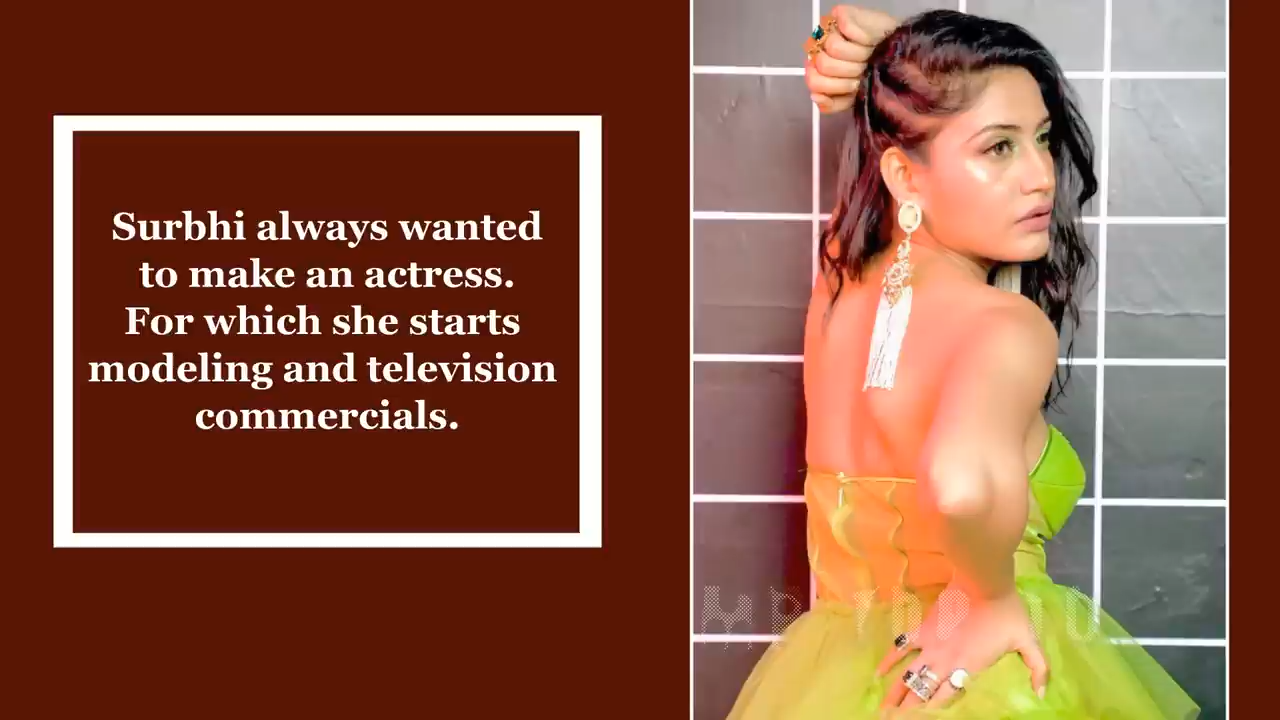 Surbhi always wanted
to make an actress.
For which she starts
modeling and television
commercials.